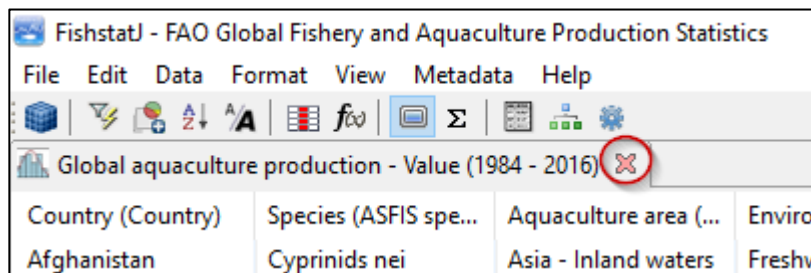 FishstatJ - FAO Global Fishery and Aquaculture Production Statistics
File Edit Data Format View Metadata Help
A Z A/A f(x) Σ
Global aquaculture production - Value (1984 - 2016)
Country (Country) Species (ASFIS spe... Aquaculture area (... Enviro
Afghanistan Cyprinids nei Asia - Inland waters Freshw